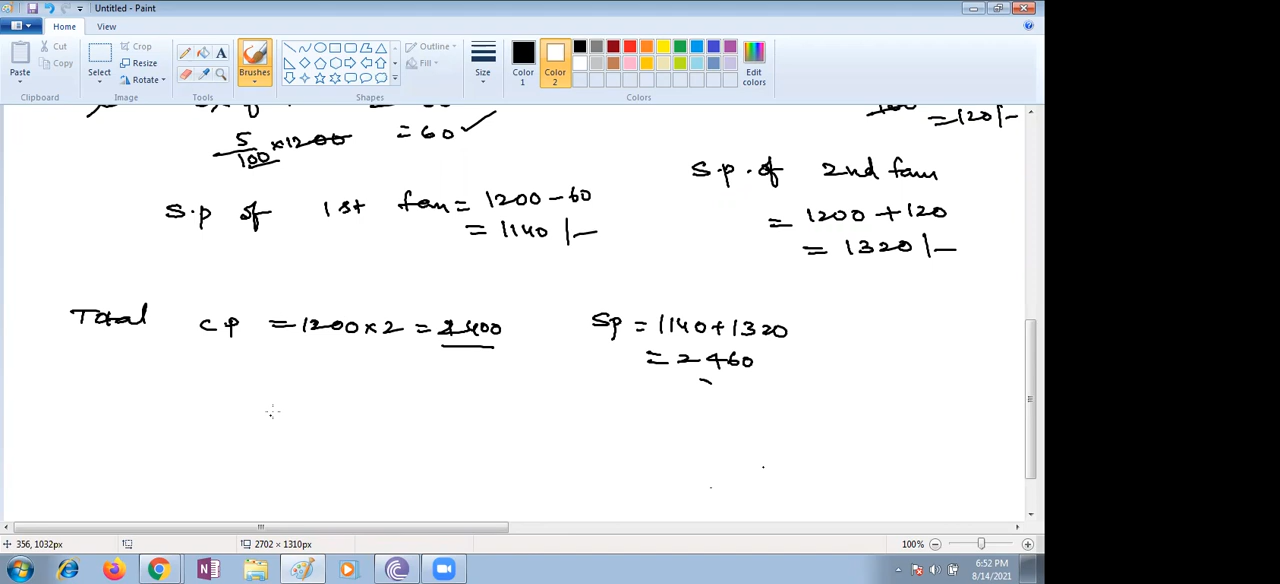 Untitled - Paint
Home View
Paste
Cut
Copy
Clipboard
Select
Crop
Resize
Rotate
Image
Tools
Brushes
Shapes
Outline
Fill
Size
Color 1
Color 2
Edit colors
Colors
5/100 × 1200 = 60
= 120/-
S.P of 1st fan = 1200 - 60
= 1140/-
S.P. of 2nd fan
= 1200 + 120
= 1320/-
Total CP = 1200 × 2 = 2400
SP = 1140 + 1320
= 2460
356, 1032px
2702 × 1310px
100%
6:52 PM
8/14/2021